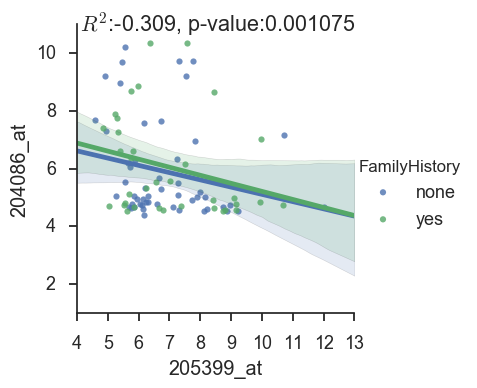 R²:-0.309, p-value:0.001075
10
8
6
4
2
204086_at
4 5 6 7 8 9 10 11 12 13
205399_at
FamilyHistory
none
yes